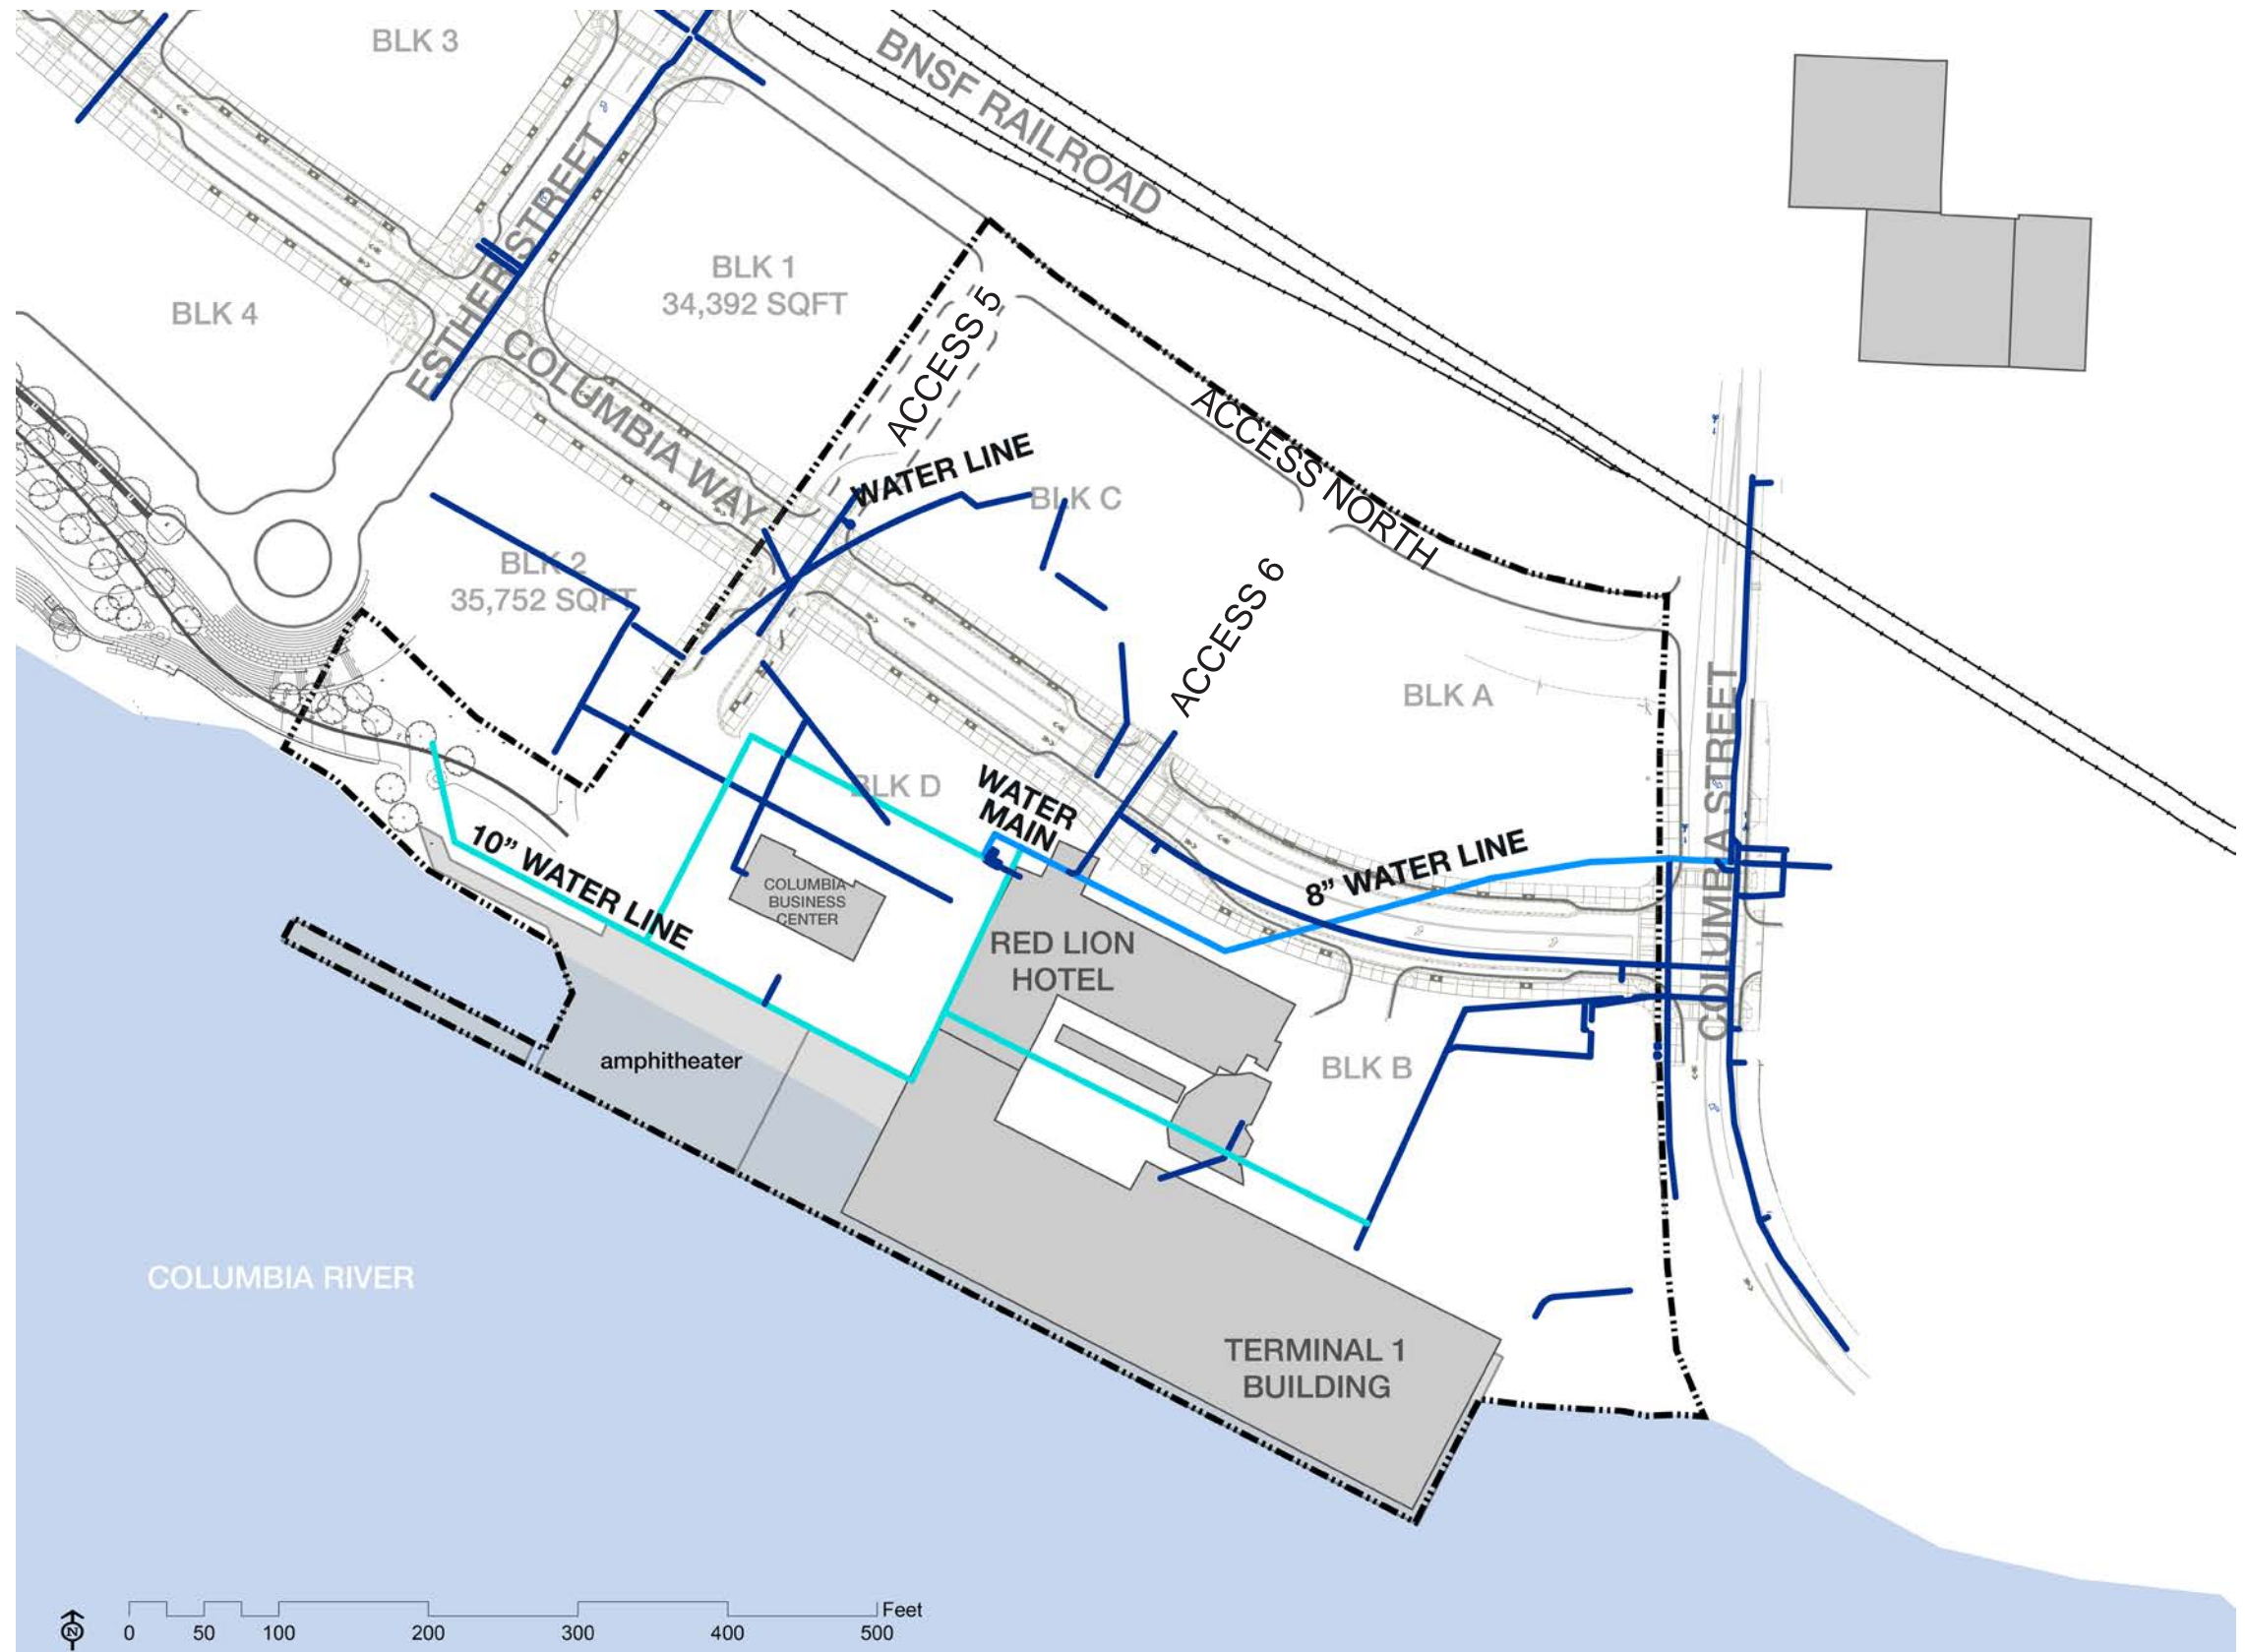 BLK 3
BNSF RAILROAD
ESTHER STREET
BLK 1
34,392 SQFT
BLK 4
ACCESS 5
COLUMBIA WAY
ACCESS NORTH
WATER LINE
BLK C
BLK 2
35,752 SQFT
ACCESS 6
BLK A
COLUMBIA STREET
BLK D
WATER
MAIN
8” WATER LINE
10” WATER LINE
COLUMBIA
BUSINESS
CENTER
RED LION
HOTEL
amphitheater
BLK B
COLUMBIA RIVER
TERMINAL 1
BUILDING
Feet
N
0 50 100 200 300 400 500